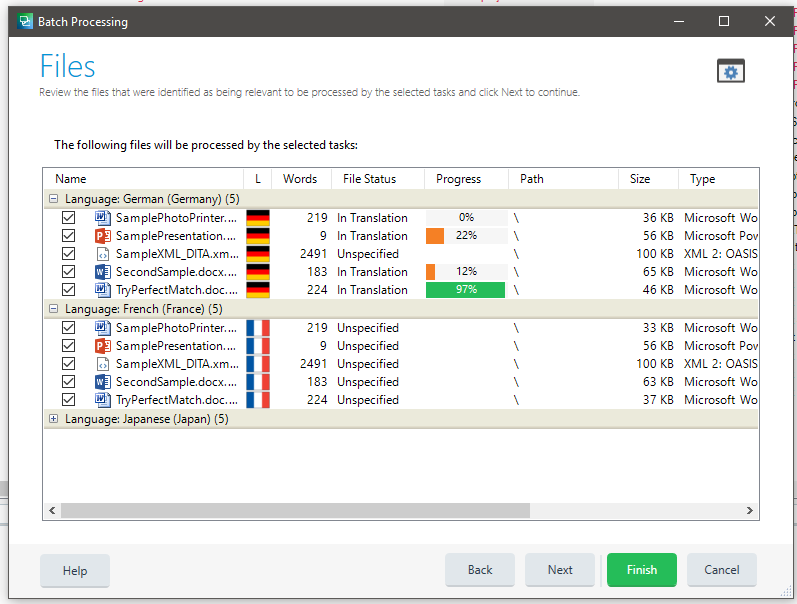 Batch Processing
Files
Review the files that were identified as being relevant to be processed by the selected tasks and click Next to continue.
The following files will be processed by the selected tasks:
Name L Words File Status Progress Path Size Type
Language: German (Germany) (5)
SamplePhotoPrinter.... 219 In Translation 0% \ 36 KB Microsoft Wo
SamplePresentation.... 9 In Translation 22% \ 56 KB Microsoft Pow
SampleXML_DITA.xm... 2491 Unspecified \ 100 KB XML 2: OASIS
SecondSample.docx.... 183 In Translation 12% \ 65 KB Microsoft Wo
TryPerfectMatch.doc.... 224 In Translation 97% \ 46 KB Microsoft Wo
Language: French (France) (5)
SamplePhotoPrinter.... 219 Unspecified \ 33 KB Microsoft Wo
SamplePresentation.... 9 Unspecified \ 56 KB Microsoft Pow
SampleXML_DITA.xm... 2491 Unspecified \ 100 KB XML 2: OASIS
SecondSample.docx.... 183 Unspecified \ 63 KB Microsoft Wo
TryPerfectMatch.doc.... 224 Unspecified \ 37 KB Microsoft Wo
Language: Japanese (Japan) (5)
Help Back Next Finish Cancel